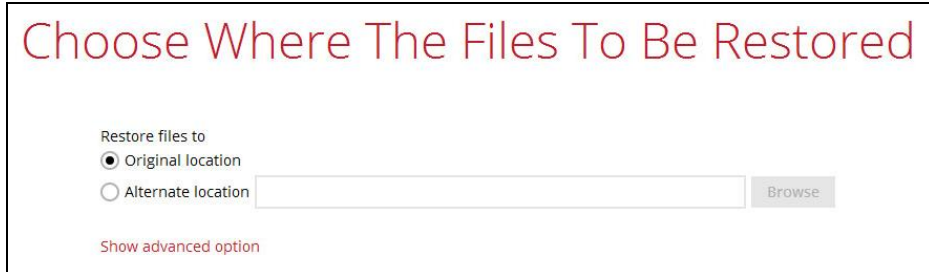 Choose Where The Files To Be Restored
Restore files to
Original location
Alternate location Browse
Show advanced option